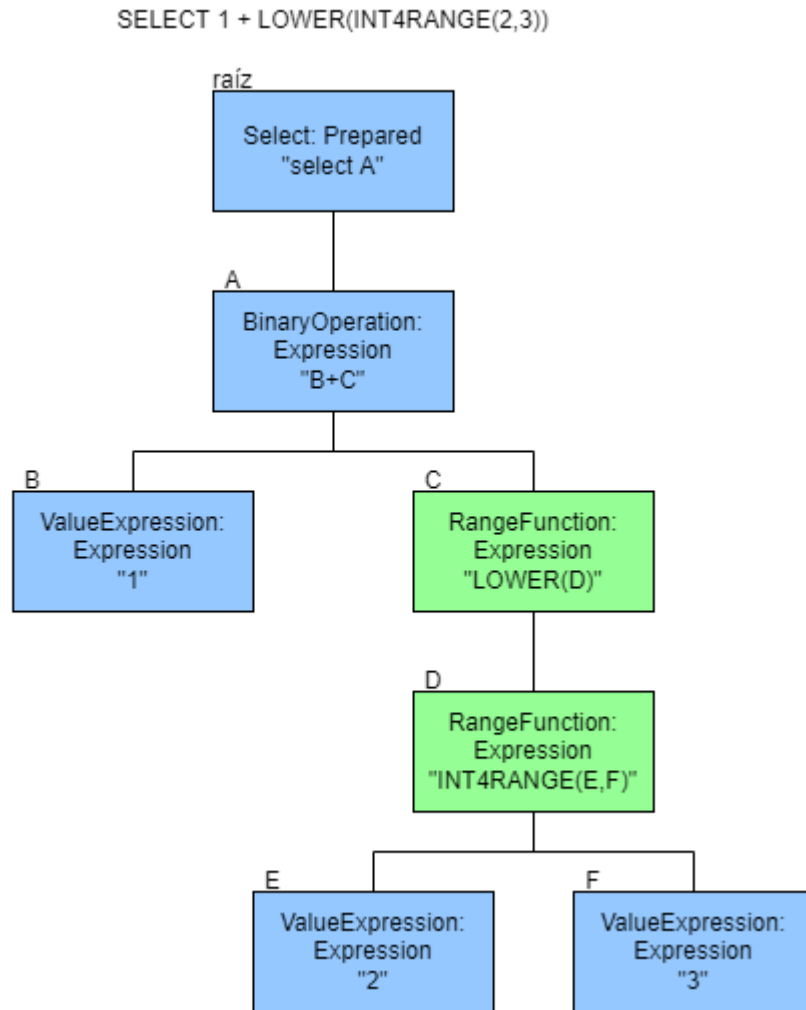 SELECT 1 + LOWER(INT4RANGE(2,3))
raíz
Select: Prepared
"select A"
A
BinaryOperation:
Expression
"B+C"
B
ValueExpression:
Expression
"1"
C
RangeFunction:
Expression
"LOWER(D)"
D
RangeFunction:
Expression
"INT4RANGE(E,F)"
E
ValueExpression:
Expression
"2"
F
ValueExpression:
Expression
"3"